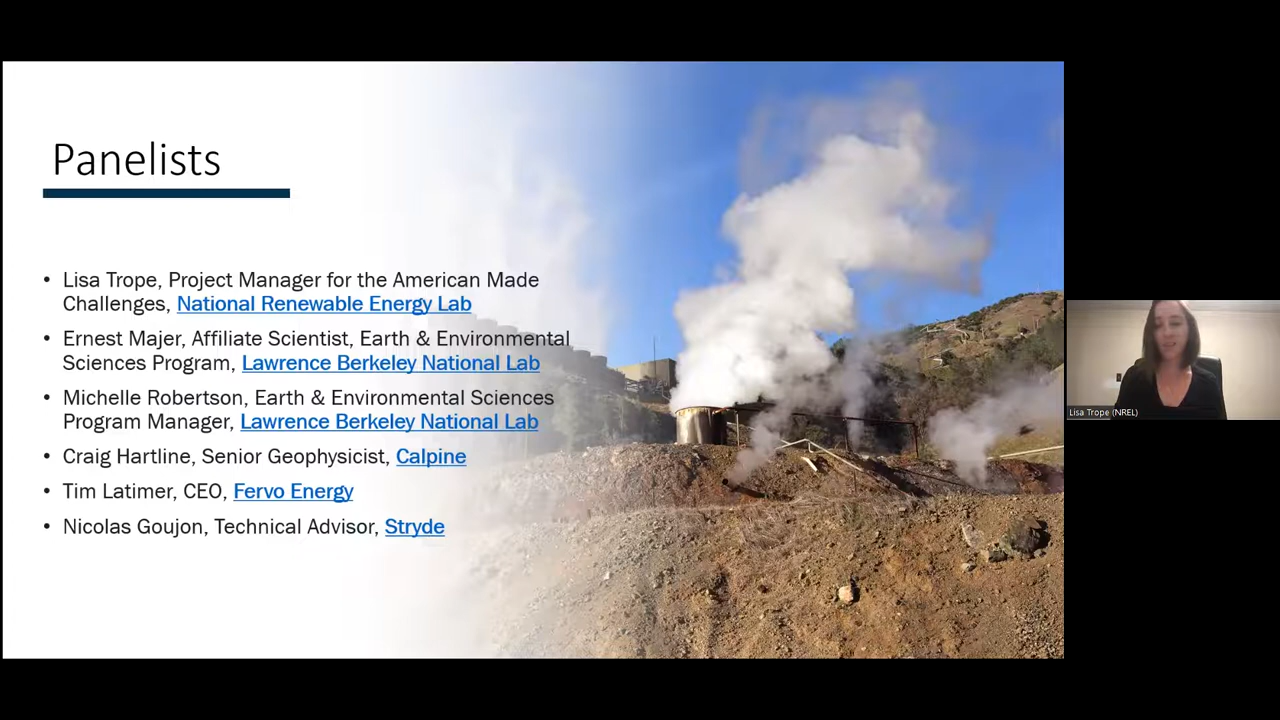 Panelists
• Lisa Trope, Project Manager for the American Made
Challenges, National Renewable Energy Lab
• Ernest Majer, Affiliate Scientist, Earth & Environmental
Sciences Program, Lawrence Berkeley National Lab
• Michelle Robertson, Earth & Environmental Sciences
Program Manager, Lawrence Berkeley National Lab
• Craig Hartline, Senior Geophysicist, Calpine
• Tim Latimer, CEO, Fervo Energy
• Nicolas Goujon, Technical Advisor, Stryde
Lisa Trope (NREL)